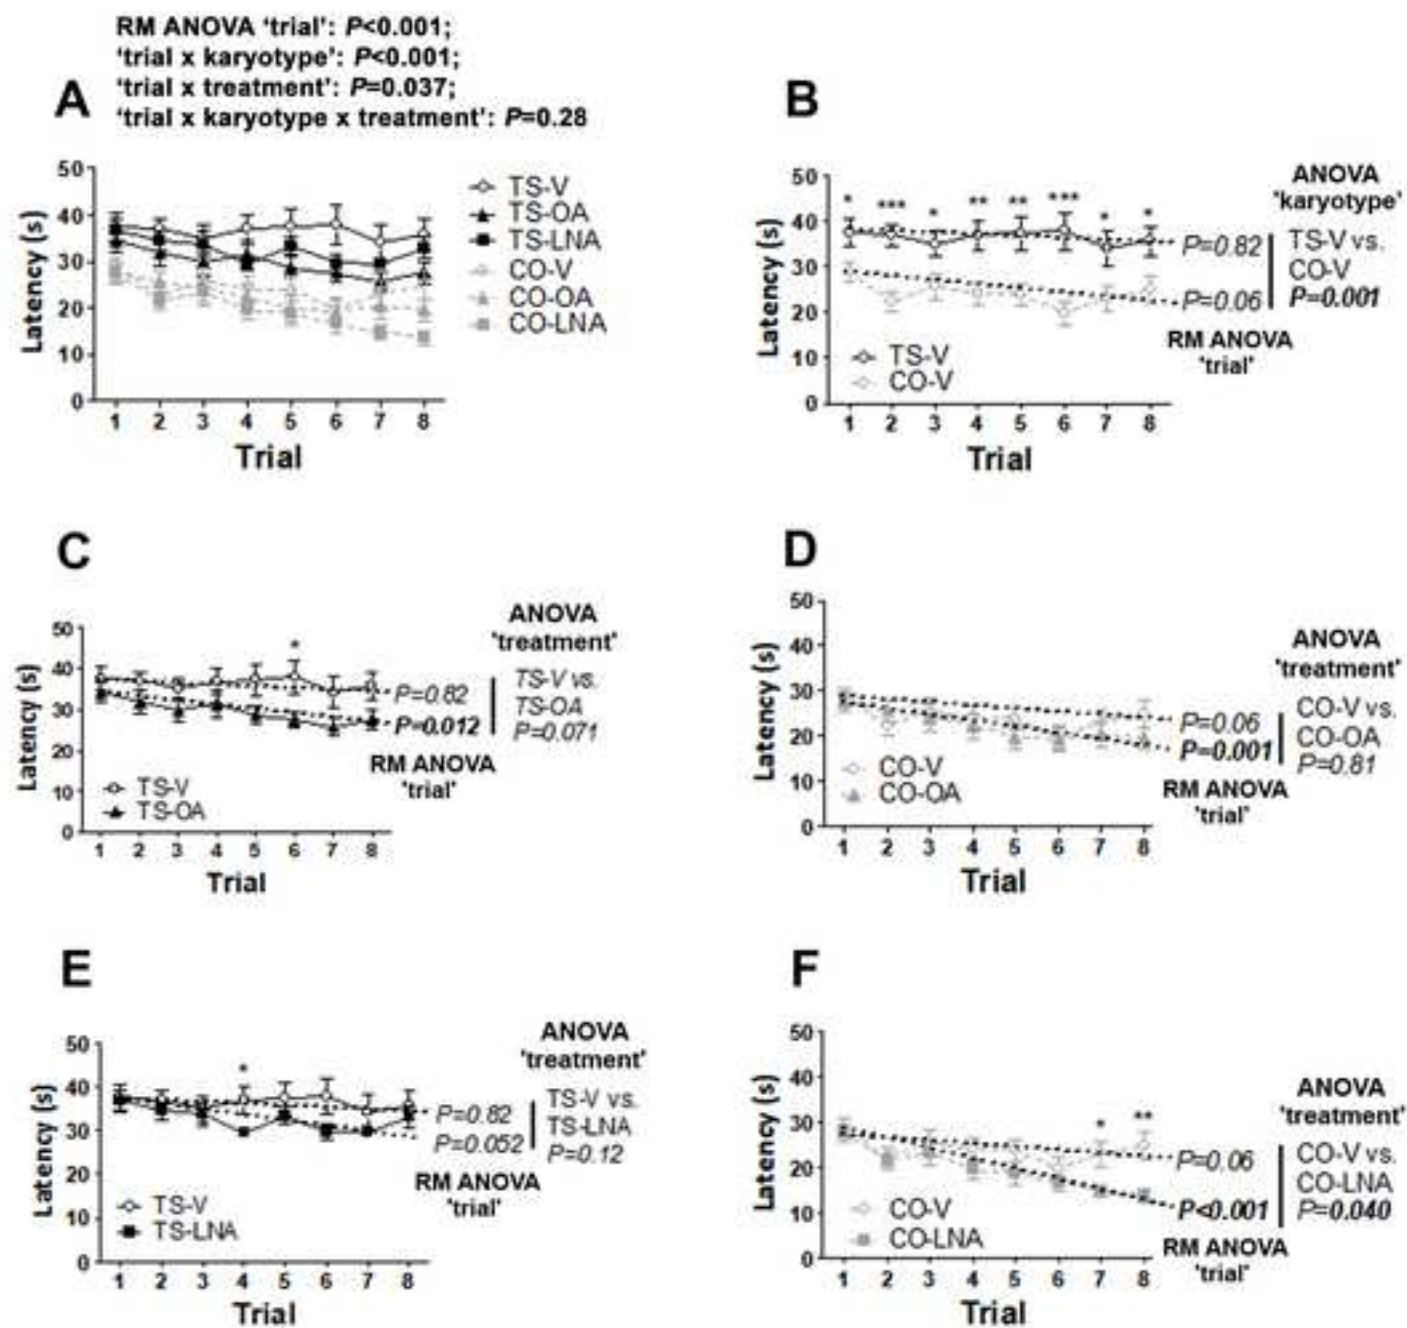 RM ANOVA 'trial': P<0.001;
'trial x karyotype': P<0.001;
'trial x treatment': P=0.037;
'trial x karyotype x treatment': P=0.28
A
50
40
30
20
10
0
Latency (s)
1 2 3 4 5 6 7 8
Trial
TS-V
TS-OA
TS-LNA
CO-V
CO-OA
CO-LNA
B
50
40
30
20
10
0
Latency (s)
* *** * ** ** *** * *
1 2 3 4 5 6 7 8
Trial
TS-V
CO-V
P=0.82
P=0.06
RM ANOVA
'trial'
ANOVA
'karyotype'
TS-V vs.
CO-V
P=0.001
C
50
40
30
20
10
0
Latency (s)
*
1 2 3 4 5 6 7 8
Trial
TS-V
TS-OA
P=0.82
P=0.012
RM ANOVA
'trial'
ANOVA
'treatment'
TS-V vs.
TS-OA
P=0.071
D
50
40
30
20
10
0
Latency (s)
1 2 3 4 5 6 7 8
Trial
CO-V
CO-OA
P=0.06
P=0.001
RM ANOVA
'trial'
ANOVA
'treatment'
CO-V vs.
CO-OA
P=0.81
E
50
40
30
20
10
0
Latency (s)
*
1 2 3 4 5 6 7 8
Trial
TS-V
TS-LNA
P=0.82
P=0.052
RM ANOVA
'trial'
ANOVA
'treatment'
TS-V vs.
TS-LNA
P=0.12
F
50
40
30
20
10
0
Latency (s)
* **
1 2 3 4 5 6 7 8
Trial
CO-V
CO-LNA
P=0.06
P<0.001
RM ANOVA
'trial'
ANOVA
'treatment'
CO-V vs.
CO-LNA
P=0.040